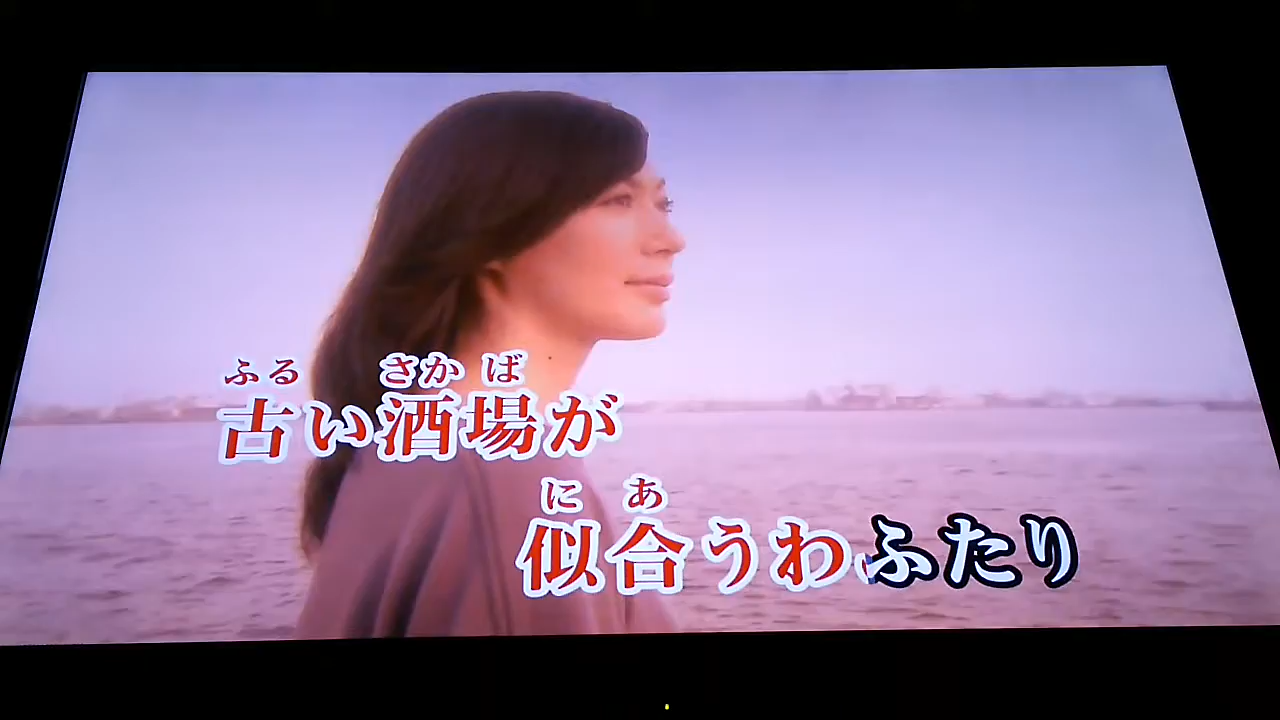 ふる さかば
古い酒場が
にあ
似合うわふたり